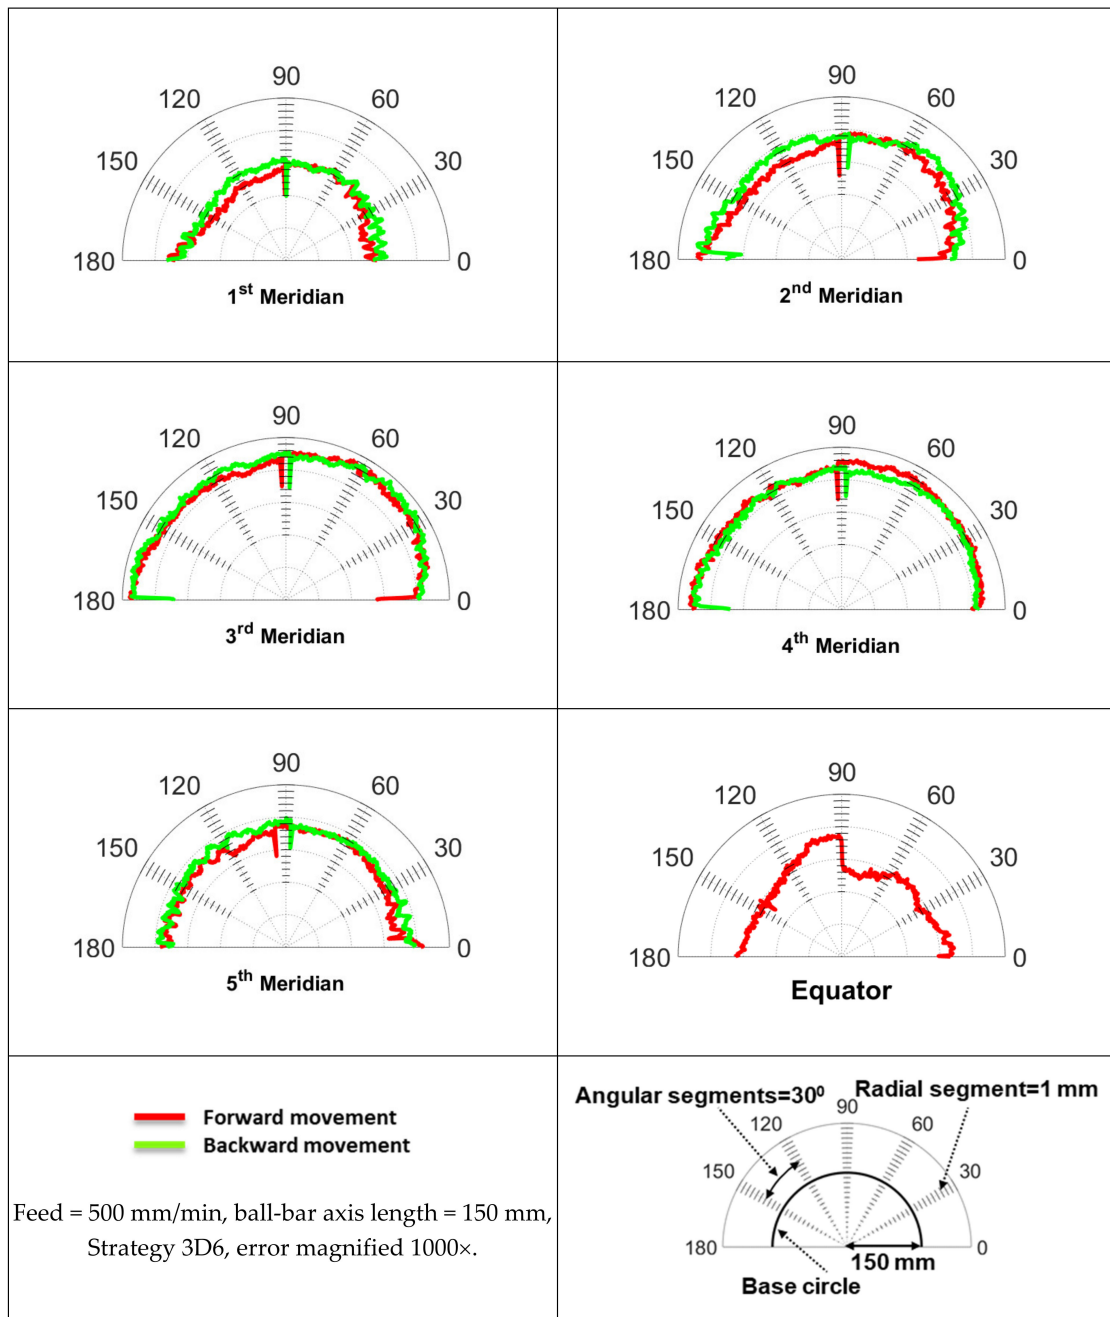 90
120 60
150 30
180 0
1st Meridian
90
120 60
150 30
180 0
2nd Meridian
90
120 60
150 30
180 0
3rd Meridian
90
120 60
150 30
180 0
4th Meridian
90
120 60
150 30
180 0
5th Meridian
90
120 60
150 30
180 0
Equator
Forward movement
Backward movement
Feed = 500 mm/min, ball-bar axis length = 150 mm,
Strategy 3D6, error magnified 1000×.
Angular segments=30⁰ Radial segment=1 mm
90
120 60
150 30
180 0
150 mm
Base circle